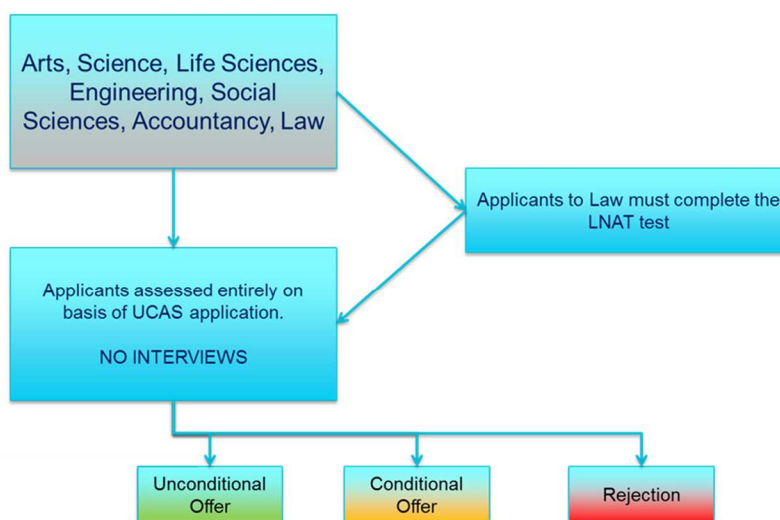 Arts, Science, Life Sciences,
Engineering, Social
Sciences, Accountancy, Law
Applicants to Law must complete the
LNAT test
Applicants assessed entirely on
basis of UCAS application.
NO INTERVIEWS
Unconditional
Offer
Conditional
Offer
Rejection